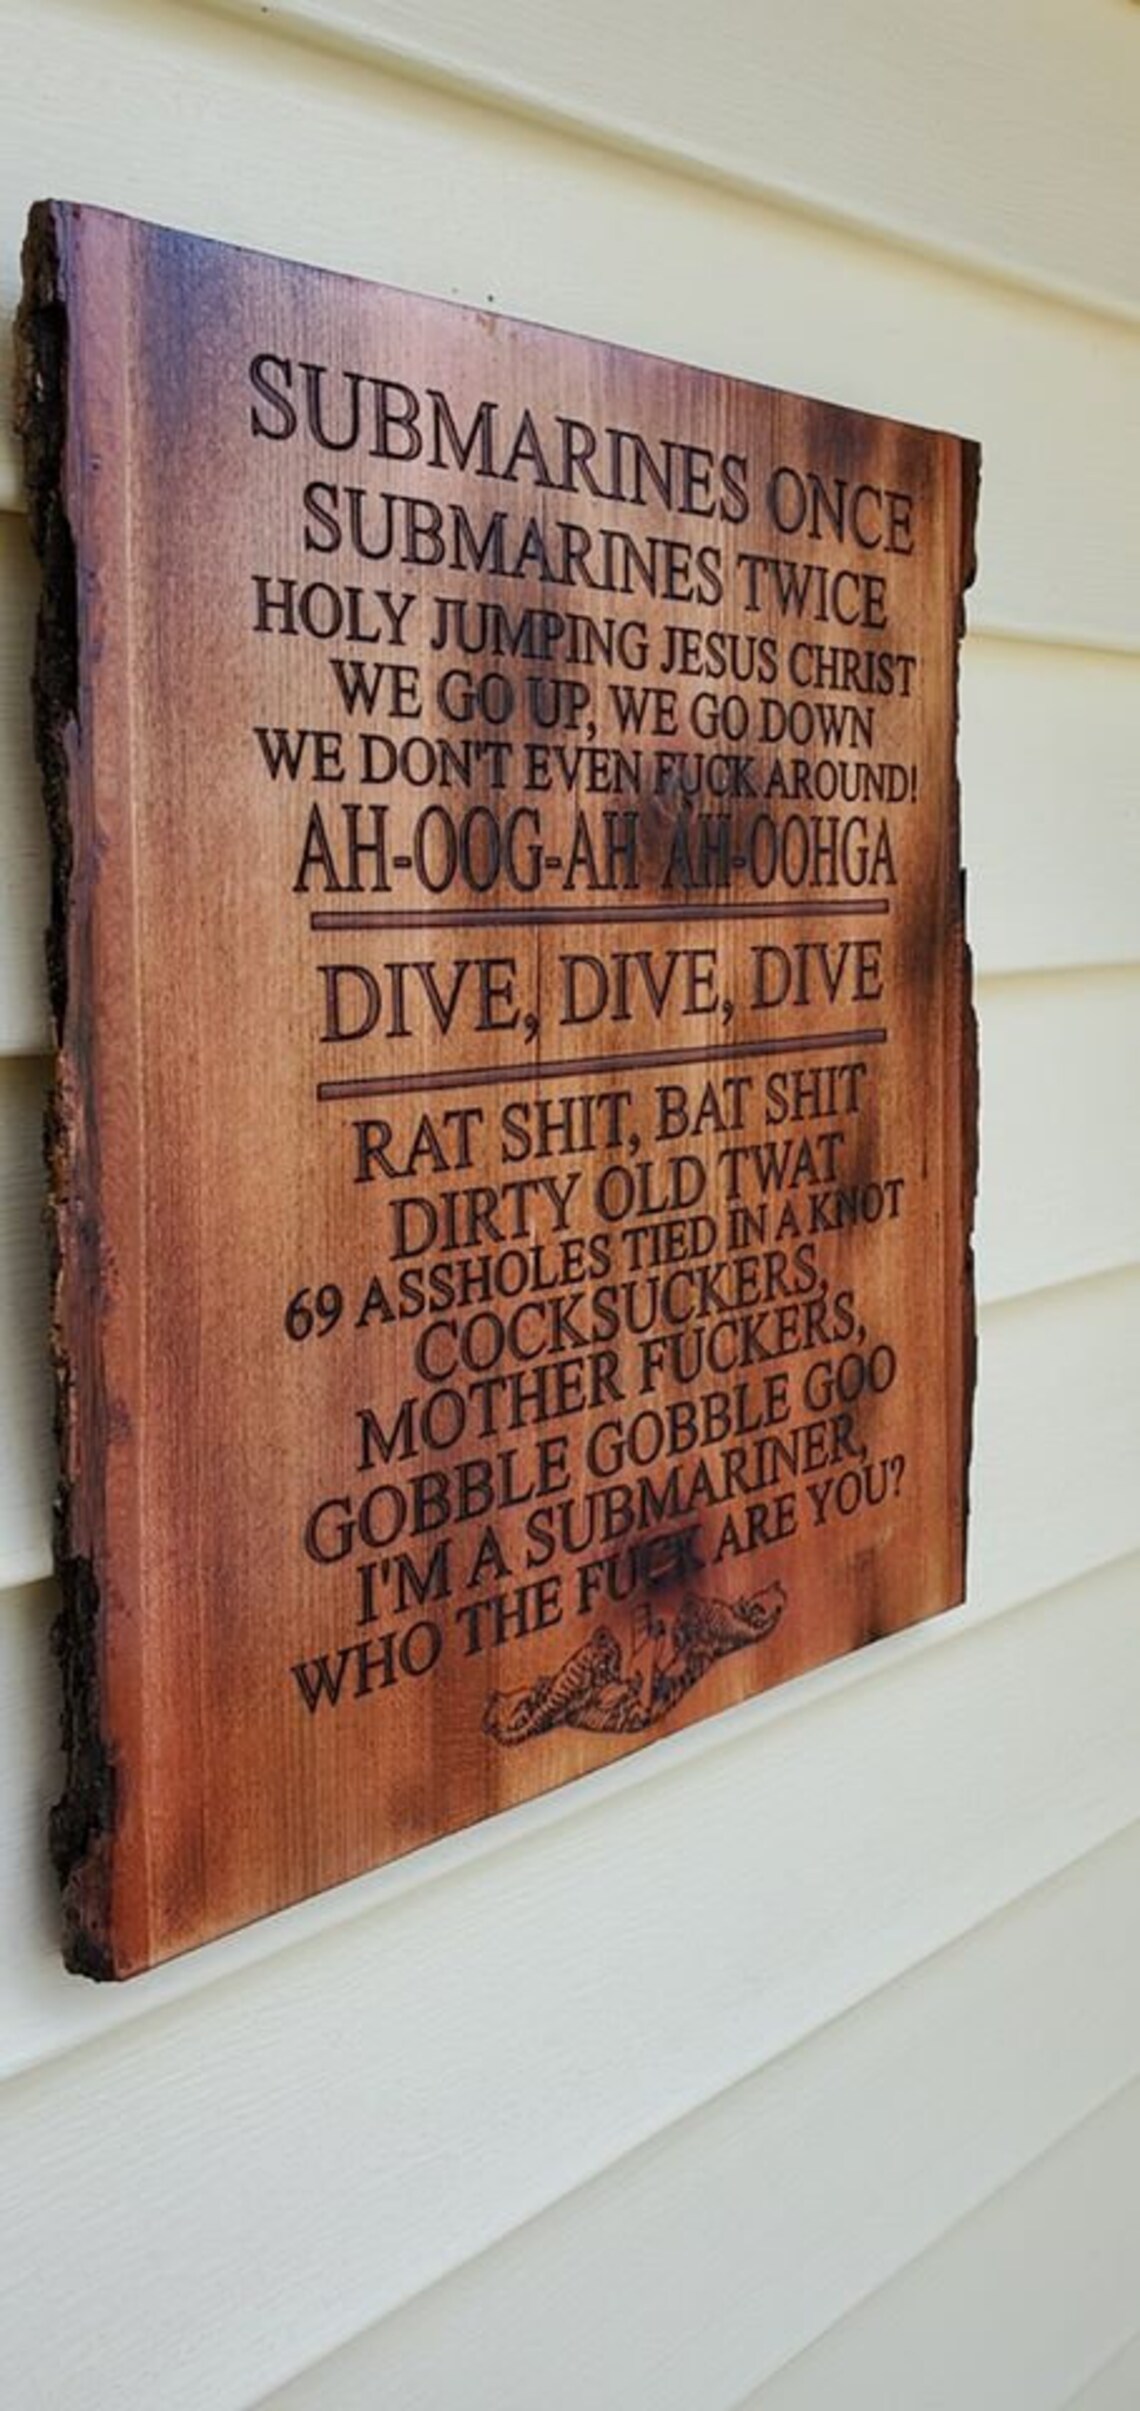 SUBMARINES ONCE
SUBMARINES TWICE
HOLY JUMPING JESUS CHRIST
WE GO UP, WE GO DOWN
WE DON'T EVEN FUCK AROUND!
AH-OOG-AH AH-OOHGA
DIVE, DIVE, DIVE
RAT SHIT, BAT SHIT
DIRTY OLD TWAT
69 ASSHOLES TIED IN A KNOT
COCKSUCKERS,
MOTHER FUCKERS,
GOBBLE GOBBLE GOO
I'M A SUBMARINER,
WHO THE FUCK ARE YOU?